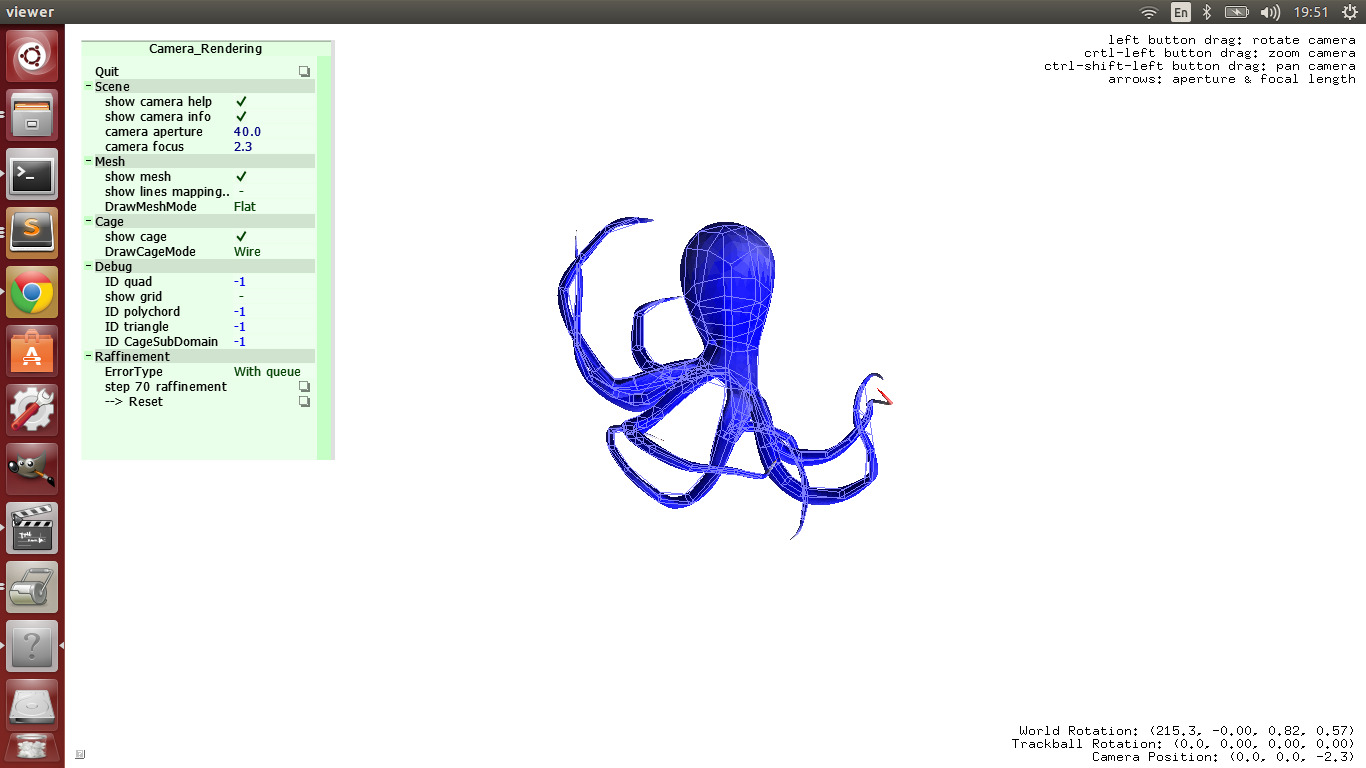 viewer
En
19:51
Camera_Rendering
Quit
Scene
show camera help
show camera info
camera aperture 40.0
camera focus 2.3
Mesh
show mesh
show lines mapping.. -
DrawMeshMode Flat
Cage
show cage
DrawCageMode Wire
Debug
ID quad -1
show grid -
ID polychord -1
ID triangle -1
ID CageSubDomain -1
Raffinement
ErrorType With queue
step 70 raffinement
--> Reset
left button drag: rotate camera
crtl-left button drag: zoom camera
ctrl-shift-left button drag: pan camera
arrows: aperture & focal length
World Rotation: (215.3, -0.00, 0.82, 0.57)
Trackball Rotation: (0.0, 0.00, 0.00, 0.00)
Camera Position: (0.0, 0.0, -2.3)